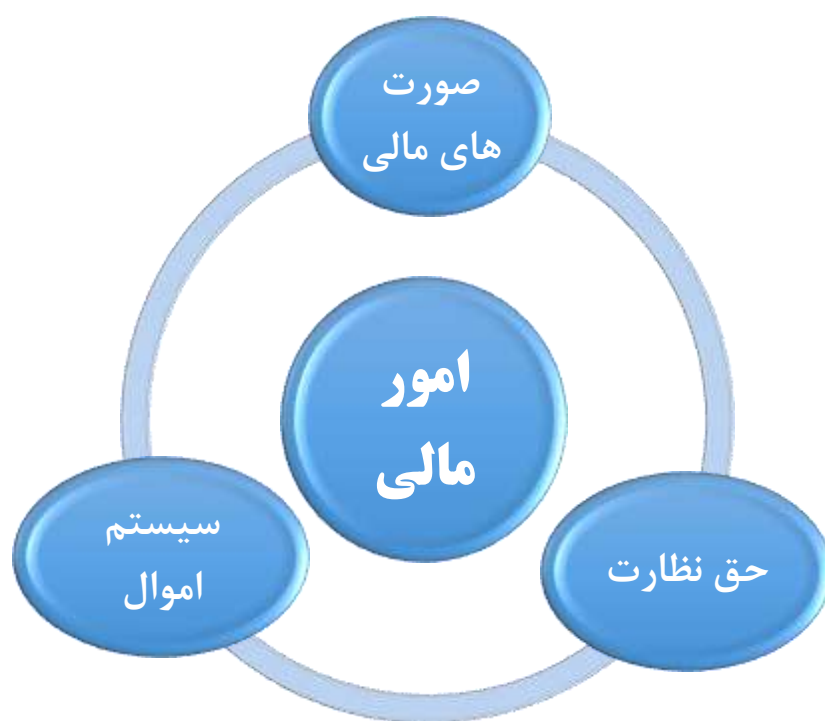 صورت
های مالی
امور
مالی
حق نظارت
سیستم
اموال